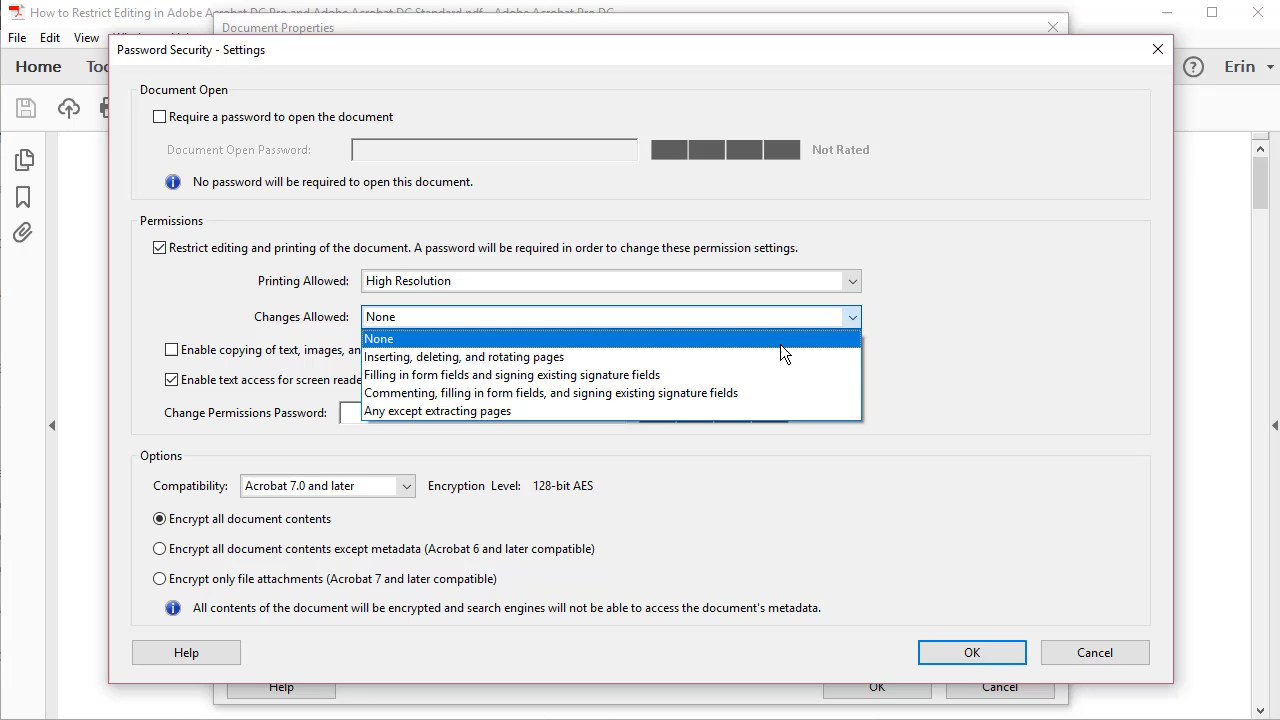 How to Restrict Editing in Adobe Acrobat DC Pro and Adobe Acrobat DC Standard.pdf - Adobe Acrobat Pro DC
Document Properties
File Edit View
Password Security - Settings
Home
Erin
Document Open
Require a password to open the document
Document Open Password:
Not Rated
No password will be required to open this document.
Permissions
Restrict editing and printing of the document. A password will be required in order to change these permission settings.
Printing Allowed: High Resolution
Changes Allowed: None
None
Enable copying of text, images, an
Inserting, deleting, and rotating pages
Filling in form fields and signing existing signature fields
Enable text access for screen reade
Commenting, filling in form fields, and signing existing signature fields
Change Permissions Password:
Any except extracting pages
Options
Compatibility: Acrobat 7.0 and later Encryption Level: 128-bit AES
Encrypt all document contents
Encrypt all document contents except metadata (Acrobat 6 and later compatible)
Encrypt only file attachments (Acrobat 7 and later compatible)
All contents of the document will be encrypted and search engines will not be able to access the document's metadata.
Help OK Cancel
Help OK Cancel